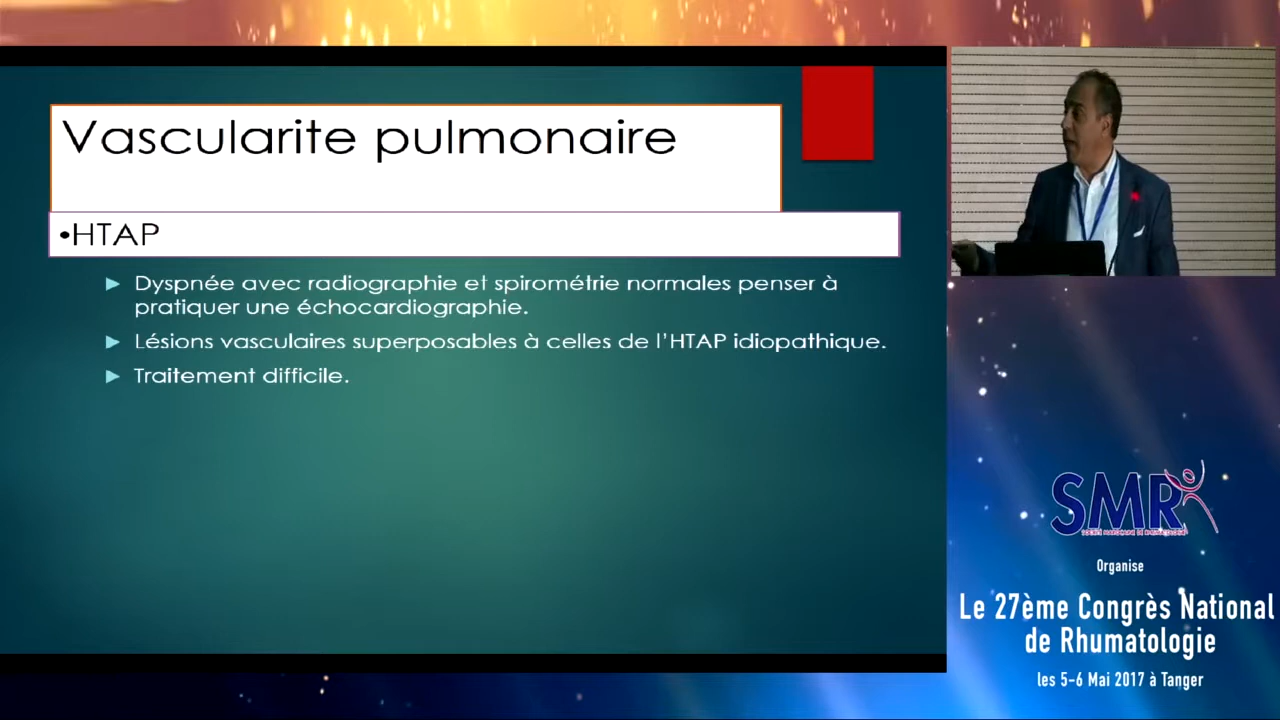 Vascularite pulmonaire
•HTAP
Dyspnée avec radiographie et spirométrie normales penser à
pratiquer une échocardiographie.
Lésions vasculaires superposables à celles de l'HTAP idiopathique.
Traitement difficile.
SMR
Organise
Le 27ème Congrès National
de Rhumatologie
les 5-6 Mai 2017 à Tanger